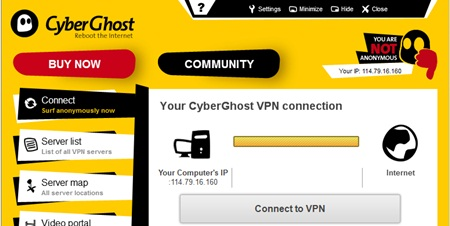 CyberGhost
Reboot the Internet
?
Settings
Minimize
Hide
Close
YOU ARE
NOT
ANONYMOUS
Your IP: 114.79.16.160
BUY NOW
COMMUNITY
Connect
Surf anonymously now
Server list
List of all VPN servers
Server map
All server locations
Video portal
Your CyberGhost VPN connection
Your Computer's IP
:114.79.16.160
Internet
Connect to VPN